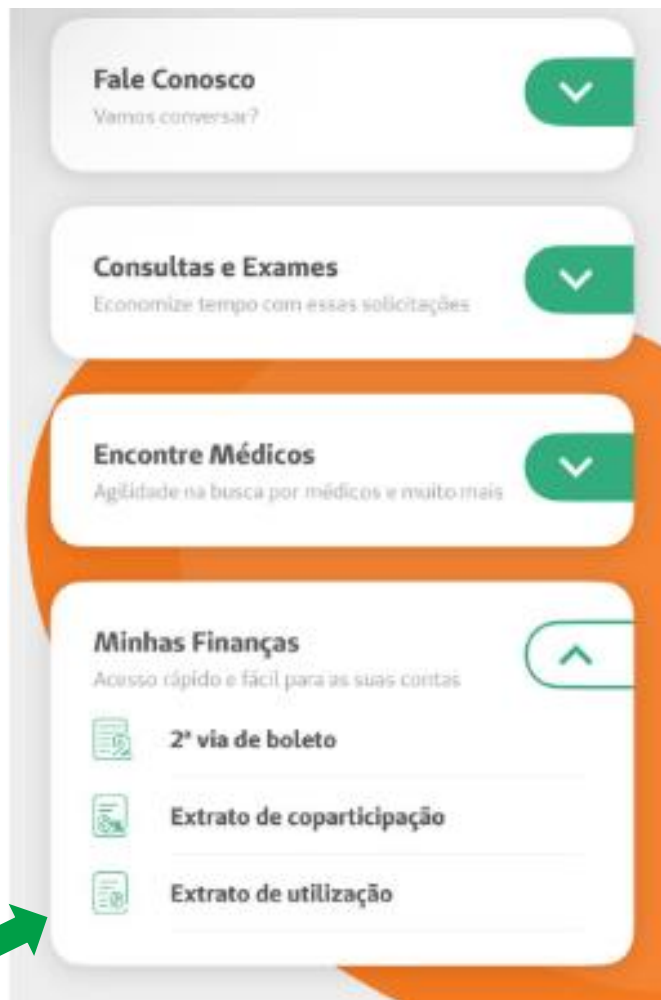 Fale Conosco
Vamos conversar?
Consultas e Exames
Economize tempo com essas solicitações
Encontre Médicos
Agilidade na busca por médicos e muito mais
Minhas Finanças
Acesso rápido e fácil para as suas contas
2ª via de boleto
Extrato de coparticipação
Extrato de utilização